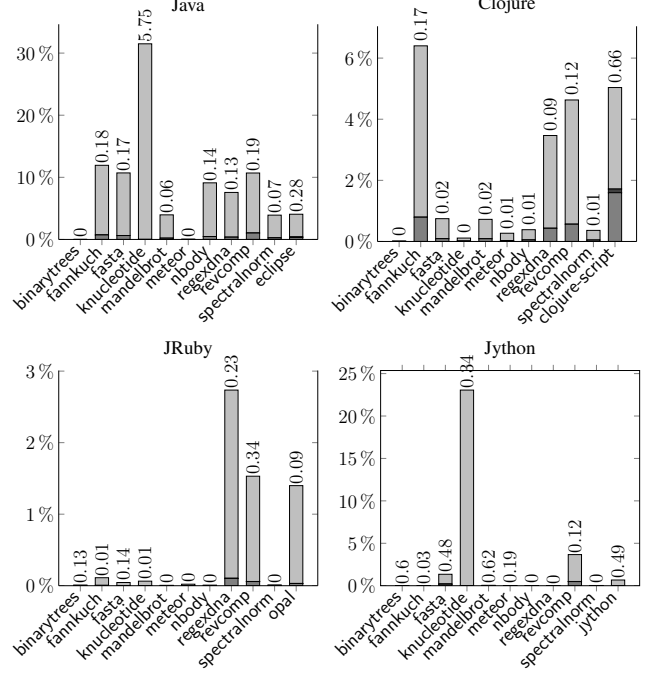 Java
30 %
20 %
10 %
0 %
0
0.18
0.17
5.75
0.06
0
0.14
0.13
0.19
0.07
0.28
binarytrees
fannkuch
fasta
knucleotide
mandelbrot
meteor
nbody
regexdna
revcomp
spectralnorm
eclipse
Clojure
6 %
4 %
2 %
0 %
0
0.17
0.02
0
0.02
0.01
0.01
0.09
0.12
0.01
0.66
binarytrees
fannkuch
fasta
knucleotide
mandelbrot
meteor
nbody
regexdna
revcomp
spectralnorm
clojure-script
JRuby
3 %
2 %
1 %
0 %
0.13
0.01
0.14
0.01
0
0
0
0.23
0.34
0
0.09
binarytrees
fannkuch
fasta
knucleotide
mandelbrot
meteor
nbody
regexdna
revcomp
spectralnorm
opal
Jython
25 %
20 %
15 %
10 %
5 %
0 %
0.6
0.03
0.48
0.34
0.62
0.19
0
0
0.12
0
0.49
binarytrees
fannkuch
fasta
knucleotide
mandelbrot
meteor
nbody
regexdna
revcomp
spectralnorm
jython